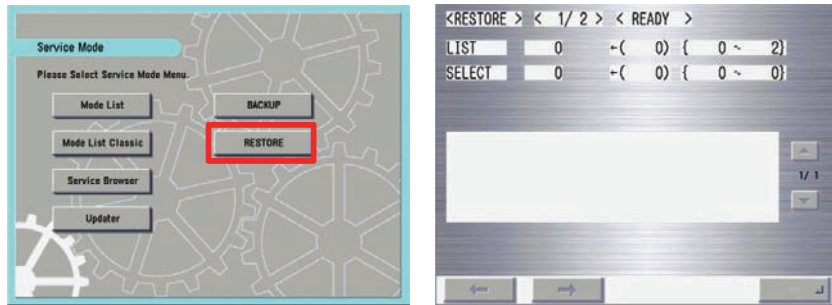 Service Mode
Please Select Service Mode Menu.
Mode List
BACKUP
Mode List Classic
RESTORE
Service Browser
Updater
<RESTORE > < 1/ 2 > < READY >
LIST 0 ←( 0) { 0 ~ 2}
SELECT 0 ←( 0) { 0 ~ 0}
1/ 1